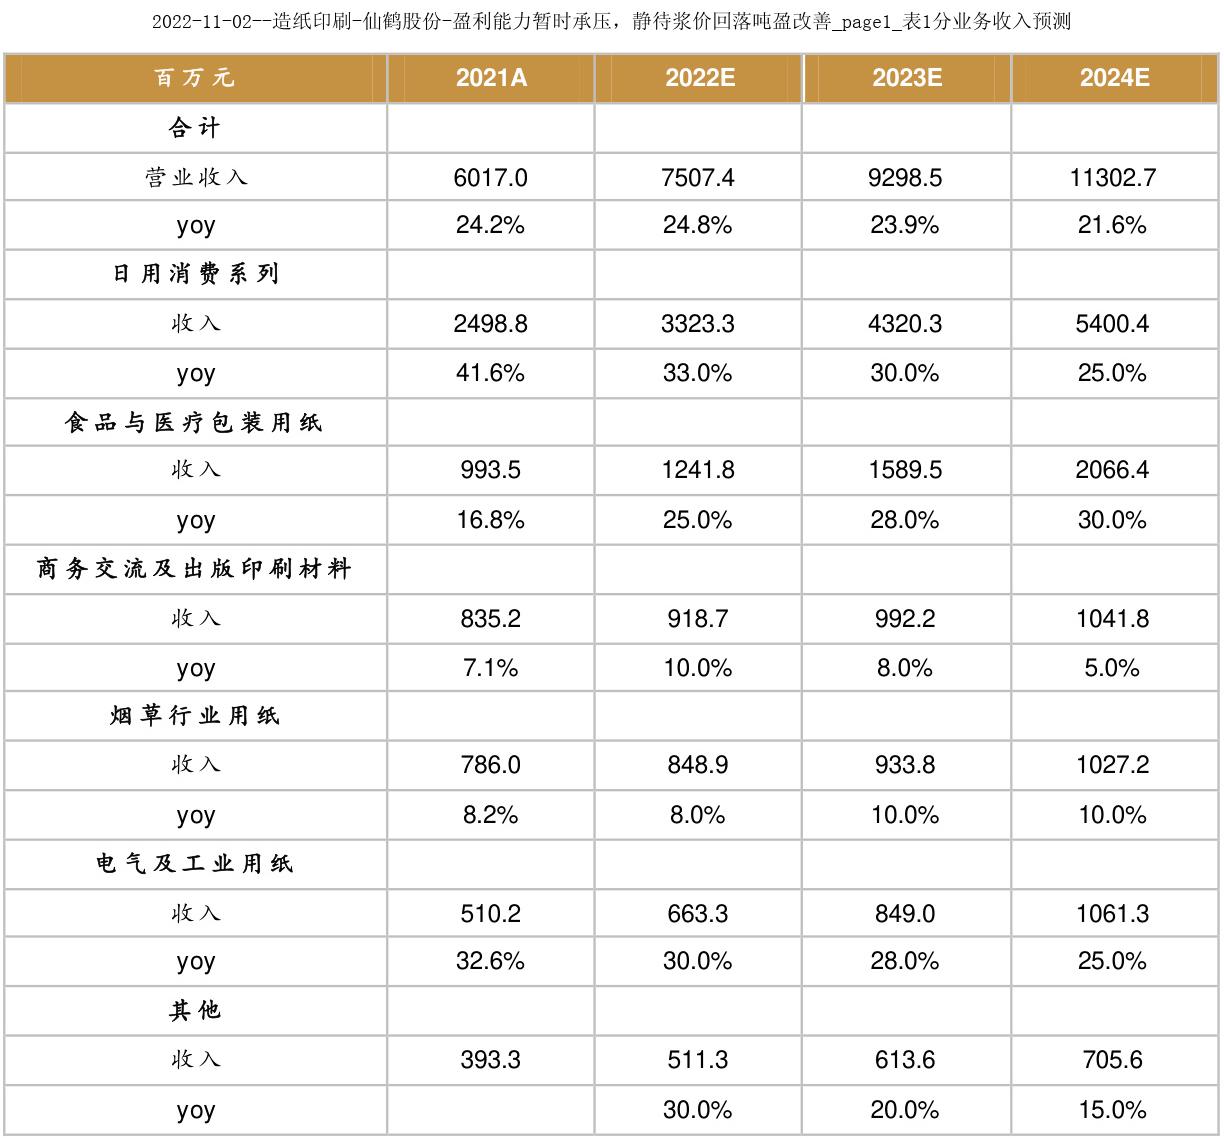 2022-11-02--造纸印刷-仙鹤股份-盈利能力暂时承压，静待浆价回落吨盈改善_page1_表1分业务收入预测
百万元 2021A 2022E 2023E 2024E
合计
营业收入 6017.0 7507.4 9298.5 11302.7
yoy 24.2% 24.8% 23.9% 21.6%
日用消费系列
收入 2498.8 3323.3 4320.3 5400.4
yoy 41.6% 33.0% 30.0% 25.0%
食品与医疗包装用纸
收入 993.5 1241.8 1589.5 2066.4
yoy 16.8% 25.0% 28.0% 30.0%
商务交流及出版印刷材料
收入 835.2 918.7 992.2 1041.8
yoy 7.1% 10.0% 8.0% 5.0%
烟草行业用纸
收入 786.0 848.9 933.8 1027.2
yoy 8.2% 8.0% 10.0% 10.0%
电气及工业用纸
收入 510.2 663.3 849.0 1061.3
yoy 32.6% 30.0% 28.0% 25.0%
其他
收入 393.3 511.3 613.6 705.6
yoy 30.0% 20.0% 15.0%